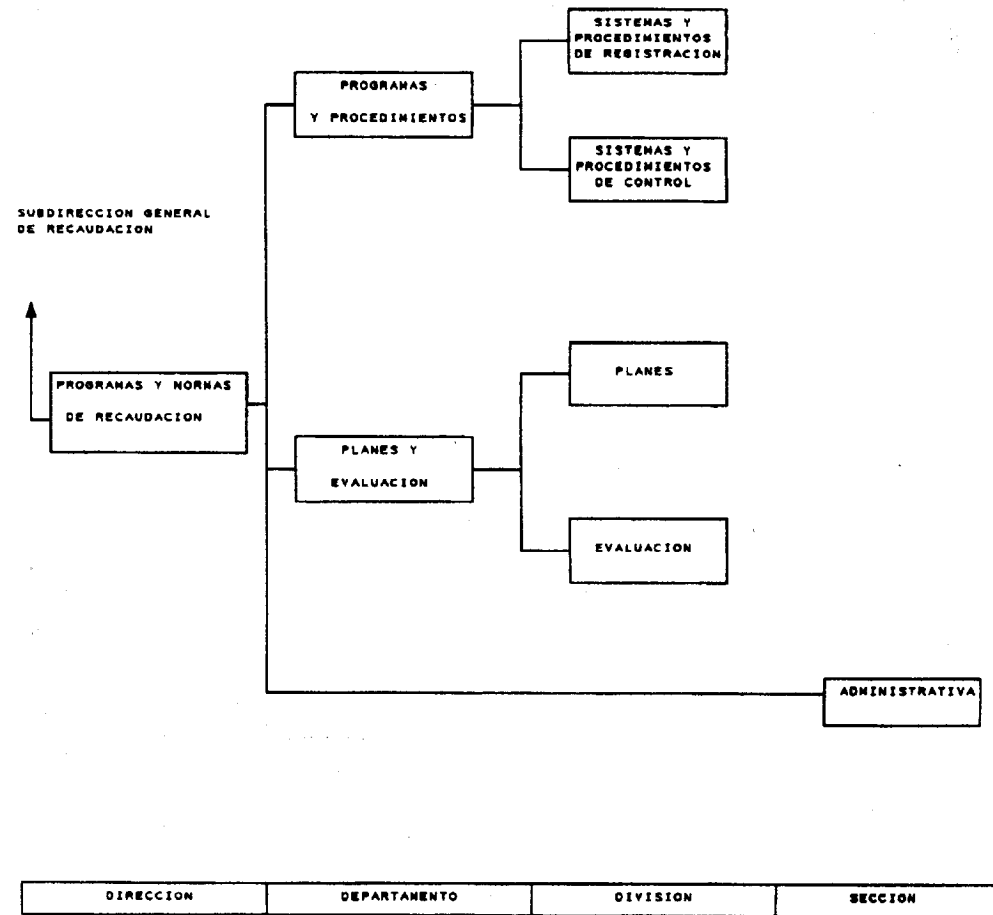 SISTEMAS Y
PROCEDIMIENTOS
DE REGISTRACION
PROGRAMAS
Y PROCEDIMIENTOS
SISTEMAS Y
PROCEDIMIENTOS
DE CONTROL
SUBDIRECCION GENERAL
DE RECAUDACION
PROGRAMAS Y NORMAS
DE RECAUDACION
PLANES
PLANES Y
EVALUACION
EVALUACION
ADMINISTRATIVA
DIRECCION DEPARTAMENTO DIVISION SECCION